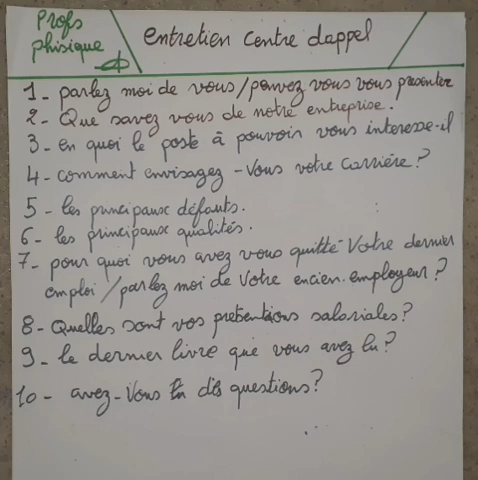 Profs
phisique
entretien centre dappel
1 - parlez moi de vous / pouvez vous vous presenter
2 - Que savez vous de notre entreprise.
3 - en quoi le poste à pouvoir vous interesse-il
4 - comment envisagez - Vous votre carrière ?
5 - les principaux défauts.
6 - les principaux qualités.
7 - pour quoi vous avez vous quitté Votre dernier
emploi / parlez moi de Votre encien. employeur ?
8 - Quelles sont vos pretentions salariales ?
9 - le dernier livre que vous avez lu ?
10 - avez - Vous des questions ?